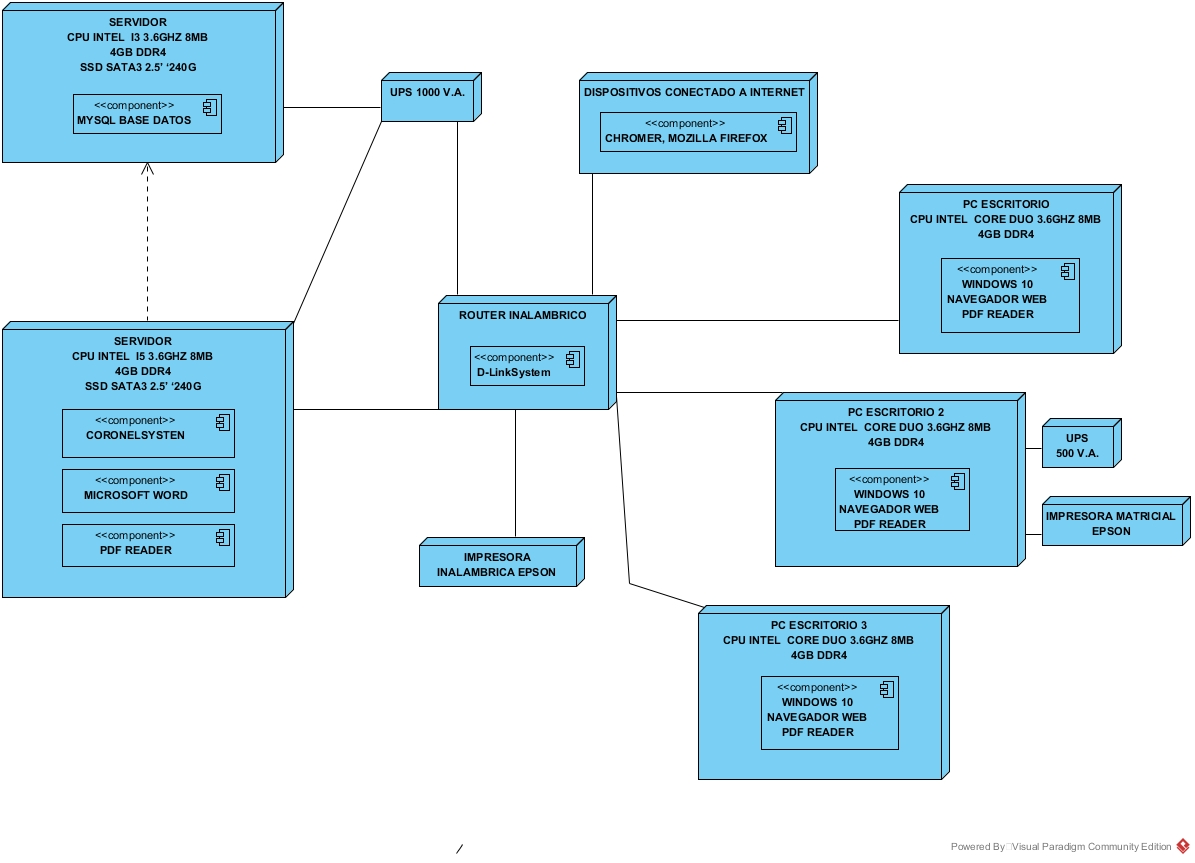 SERVIDOR
CPU INTEL I3 3.6GHZ 8MB
4GB DDR4
SSD SATA3 2.5' '240G
<<component>>
MYSQL BASE DATOS
UPS 1000 V.A.
DISPOSITIVOS CONECTADO A INTERNET
<<component>>
CHROMER, MOZILLA FIREFOX
PC ESCRITORIO
CPU INTEL CORE DUO 3.6GHZ 8MB
4GB DDR4
<<component>>
WINDOWS 10
NAVEGADOR WEB
PDF READER
ROUTER INALAMBRICO
<<component>>
D-LinkSystem
SERVIDOR
CPU INTEL I5 3.6GHZ 8MB
4GB DDR4
SSD SATA3 2.5' '240G
<<component>>
CORONELSYSTEN
<<component>>
MICROSOFT WORD
<<component>>
PDF READER
PC ESCRITORIO 2
CPU INTEL CORE DUO 3.6GHZ 8MB
4GB DDR4
<<component>>
WINDOWS 10
NAVEGADOR WEB
PDF READER
UPS
500 V.A.
IMPRESORA MATRICIAL
EPSON
IMPRESORA
INALAMBRICA EPSON
PC ESCRITORIO 3
CPU INTEL CORE DUO 3.6GHZ 8MB
4GB DDR4
<<component>>
WINDOWS 10
NAVEGADOR WEB
PDF READER
Powered By Visual Paradigm Community Edition